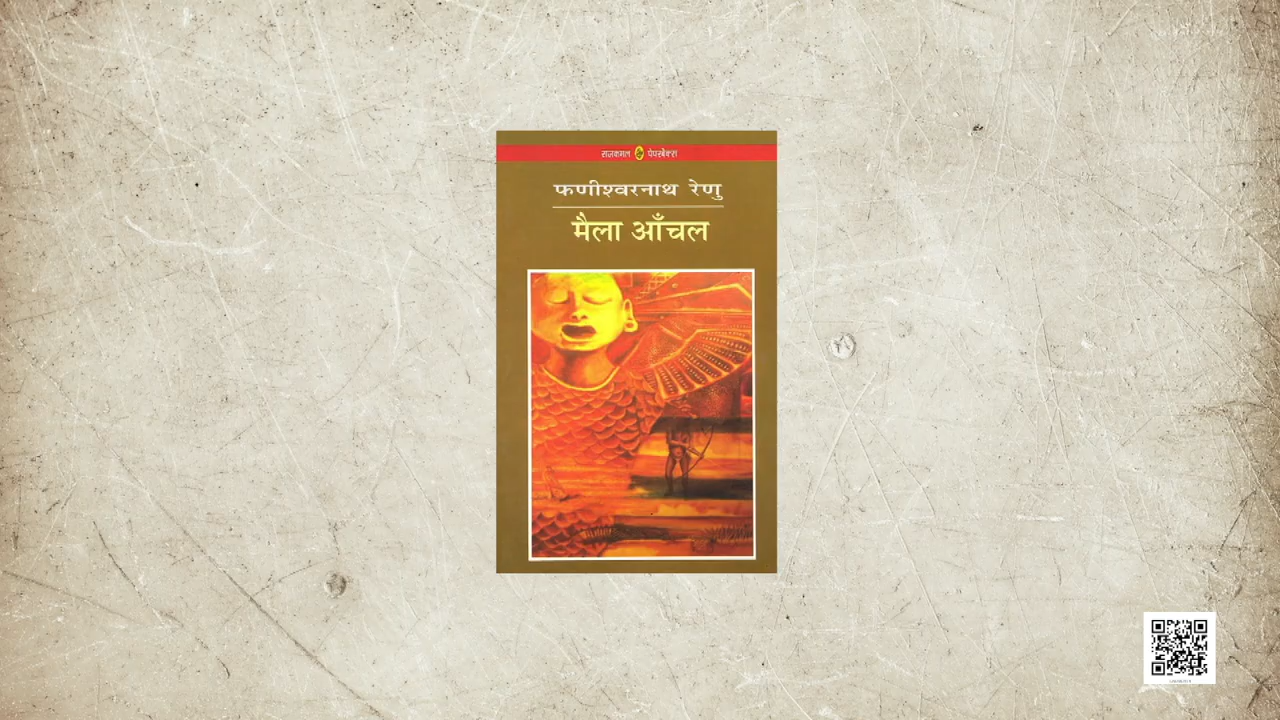 राजकमल पेपरबैक्स
फणीश्वरनाथ रेणु
मैला आँचल